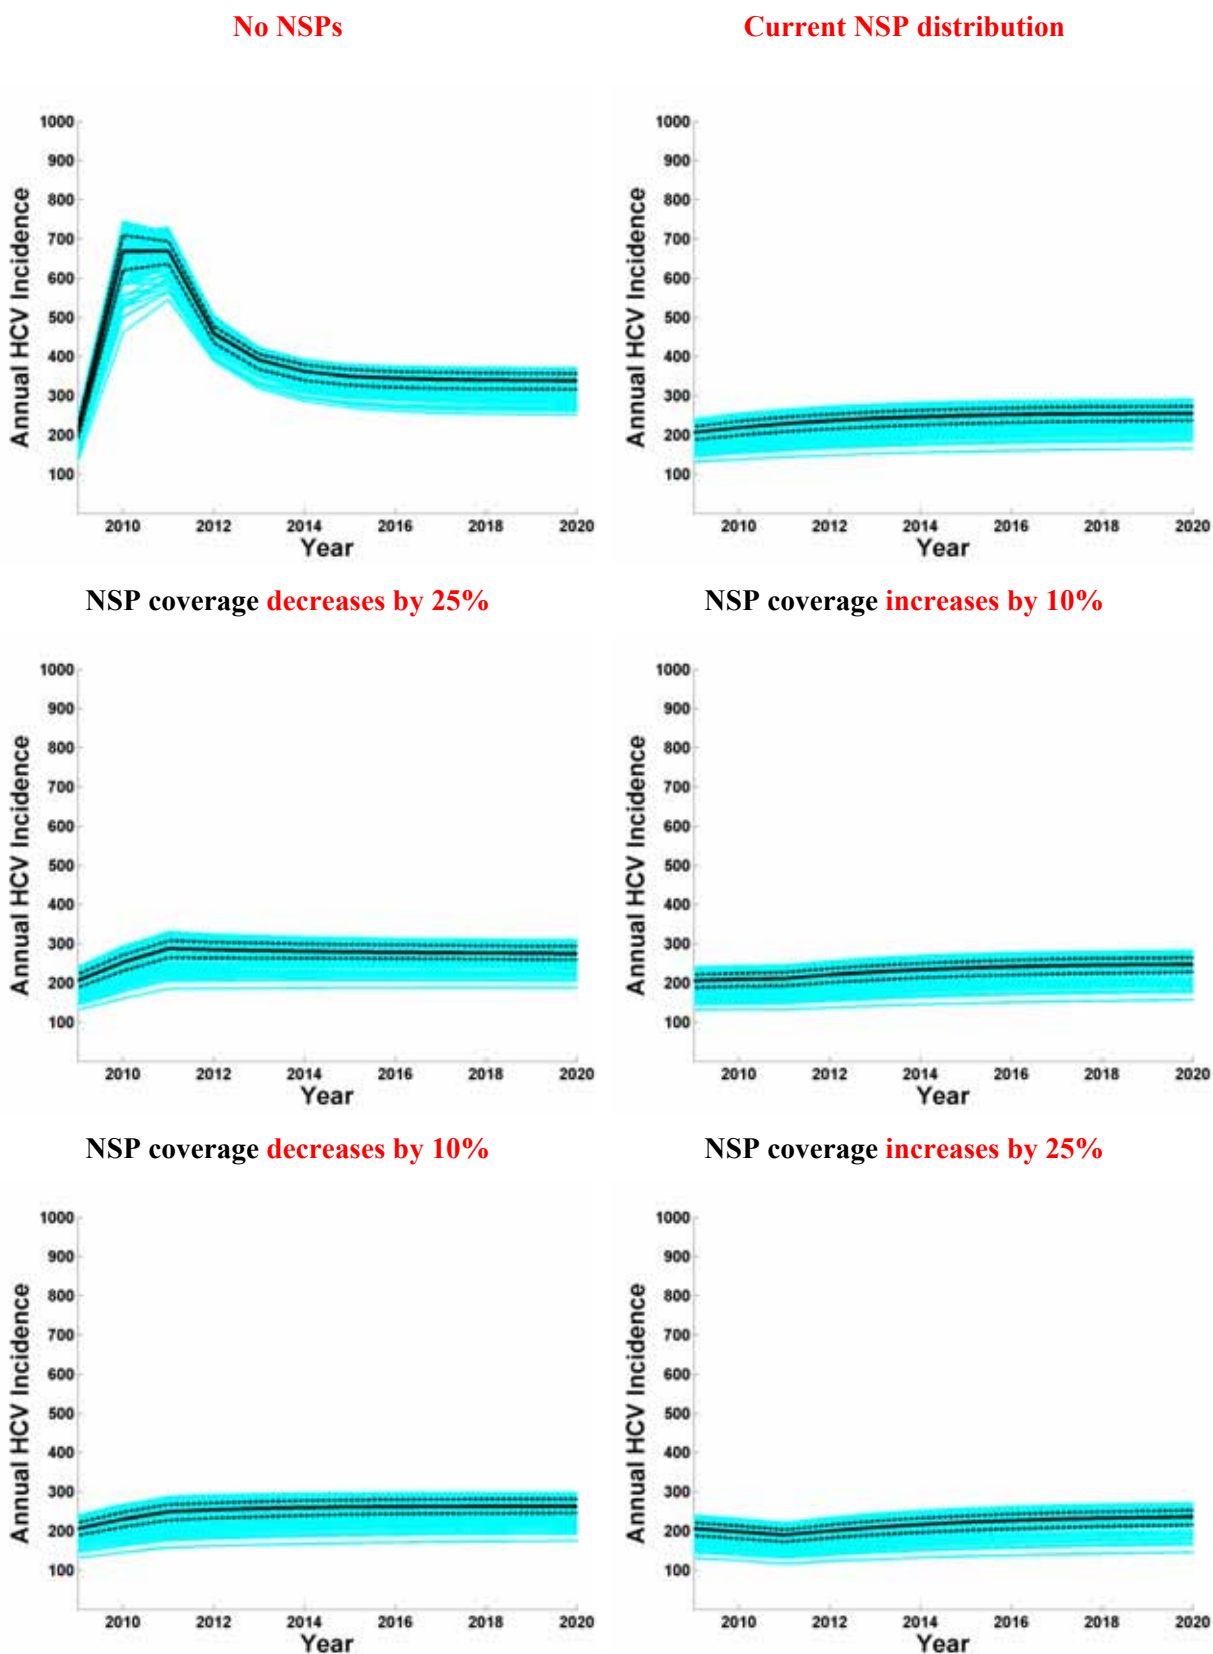 No NSPs
Current NSP distribution
1000
900
800
700
600
500
400
300
200
100
Annual HCV Incidence
2010 2012 2014 2016 2018 2020
Year
1000
900
800
700
600
500
400
300
200
100
Annual HCV Incidence
2010 2012 2014 2016 2018 2020
Year
NSP coverage decreases by 25%
NSP coverage increases by 10%
1000
900
800
700
600
500
400
300
200
100
Annual HCV Incidence
2010 2012 2014 2016 2018 2020
Year
1000
900
800
700
600
500
400
300
200
100
Annual HCV Incidence
2010 2012 2014 2016 2018 2020
Year
NSP coverage decreases by 10%
NSP coverage increases by 25%
1000
900
800
700
600
500
400
300
200
100
Annual HCV Incidence
2010 2012 2014 2016 2018 2020
Year
1000
900
800
700
600
500
400
300
200
100
Annual HCV Incidence
2010 2012 2014 2016 2018 2020
Year